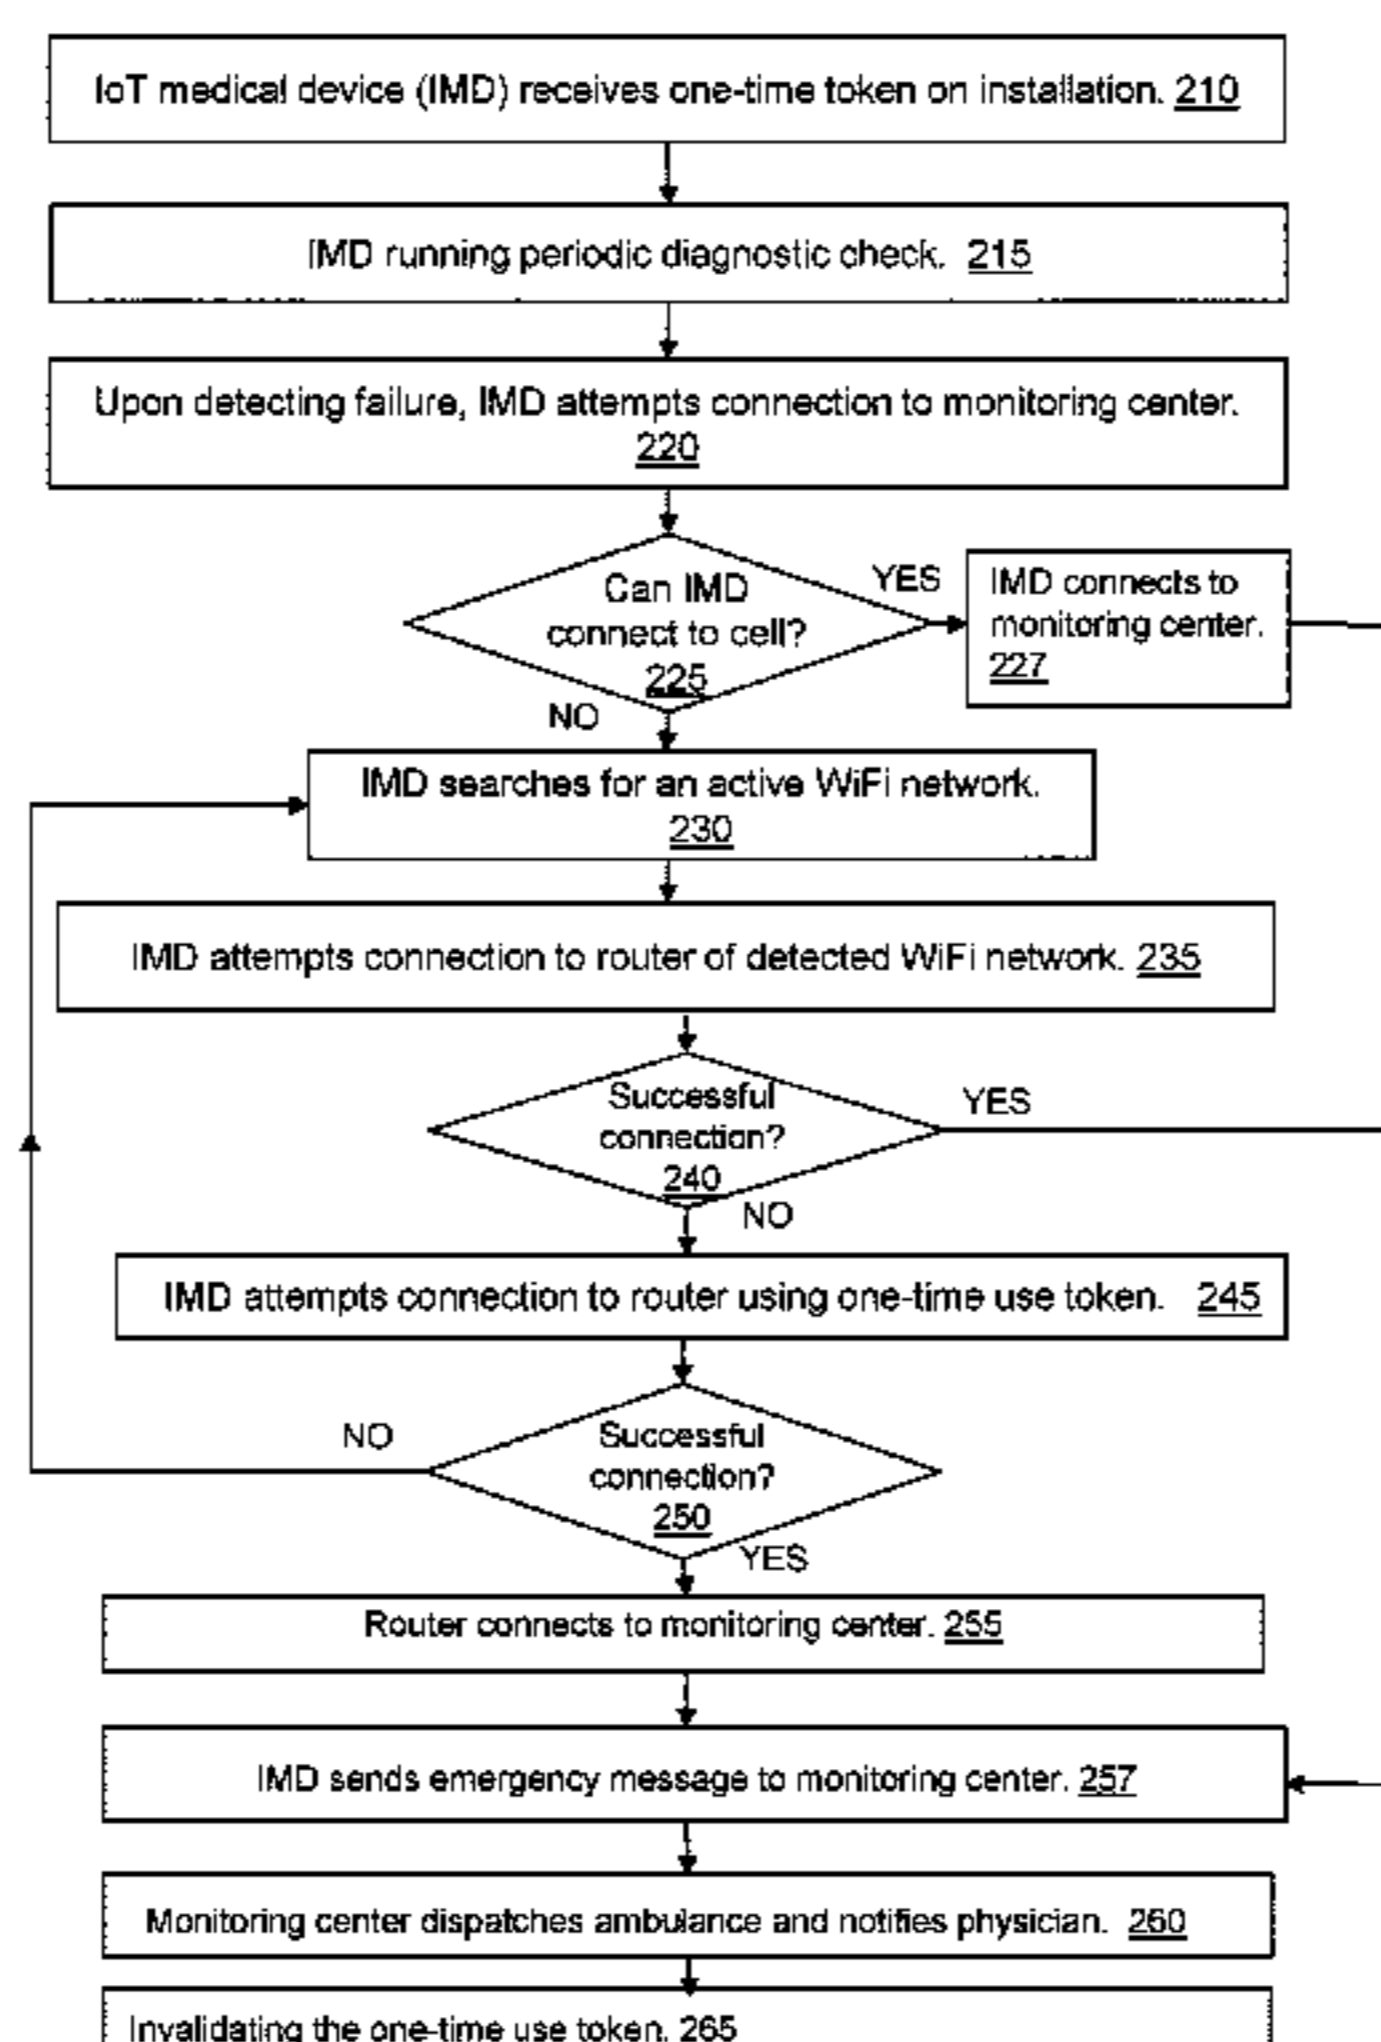 IoT medical device (IMD) receives one-time token on installation. 210
IMD running periodic diagnostic check. 215
Upon detecting failure, IMD attempts connection to monitoring center.
220
Can IMD
connect to cell?
225
YES
IMD connects to
monitoring center.
227
NO
IMD searches for an active WiFi network.
230
IMD attempts connection to router of detected WiFi network. 235
Successful
connection?
240
YES
NO
IMD attempts connection to router using one-time use token. 245
NO
Successful
connection?
250
YES
Router connects to monitoring center. 255
IMD sends emergency message to monitoring center. 257
Monitoring center dispatches ambulance and notifies physician. 260
Invalidating the one-time use token. 265